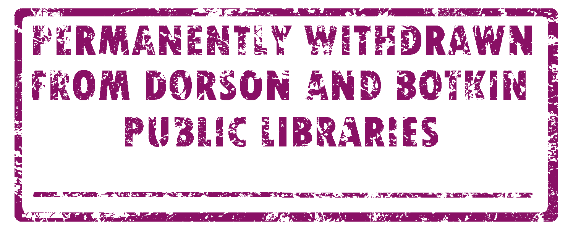 PERMANENTLY WITHDRAWN
FROM DORSON AND BOTKIN
PUBLIC LIBRARIES